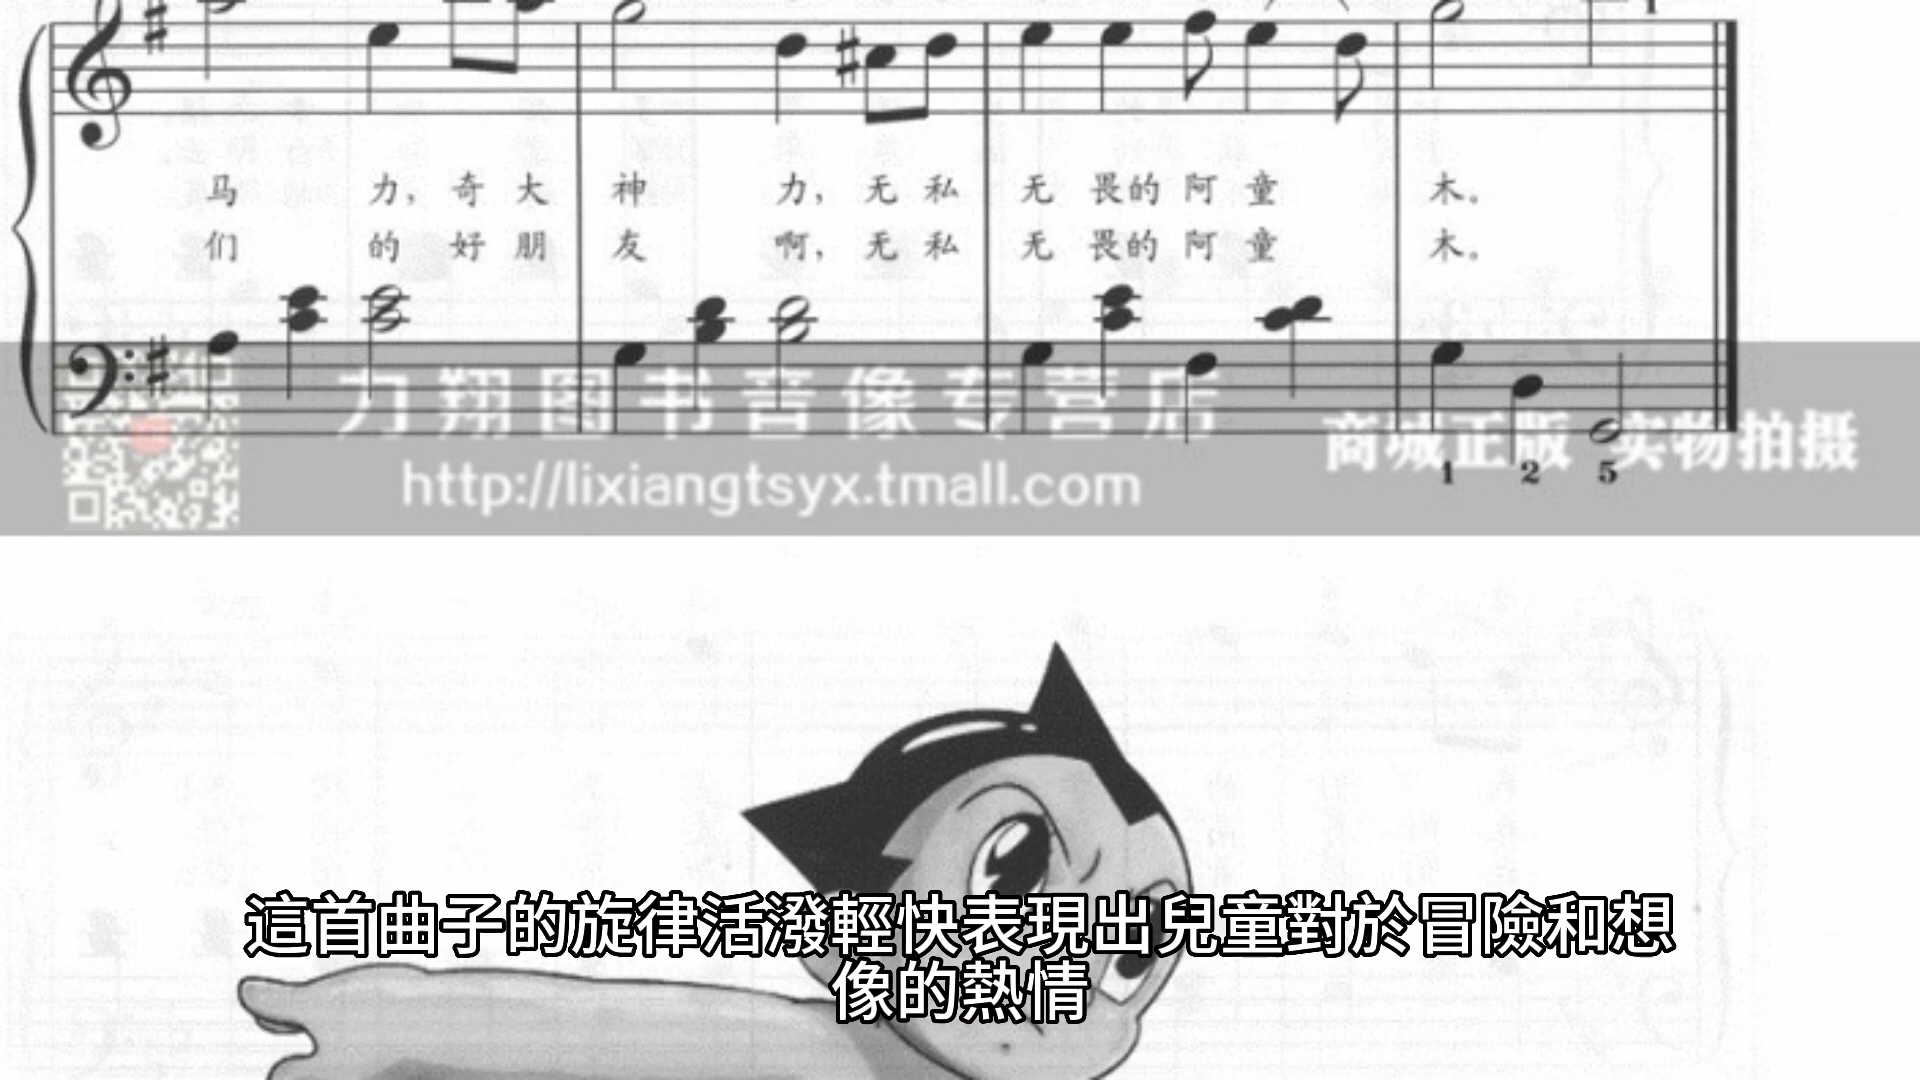 1
马 力，奇 大 神 力，无 私 无 畏的 阿 童 木。
们 的 好 朋 友 啊，无 私 无 畏的 阿 童 木。
力翔图书音像专营店
商城正版 实物拍摄
http://lixiangtsyx.tmall.com
1 2 5
這首曲子的旋律活潑輕快表現出兒童對於冒險和想
像的熱情